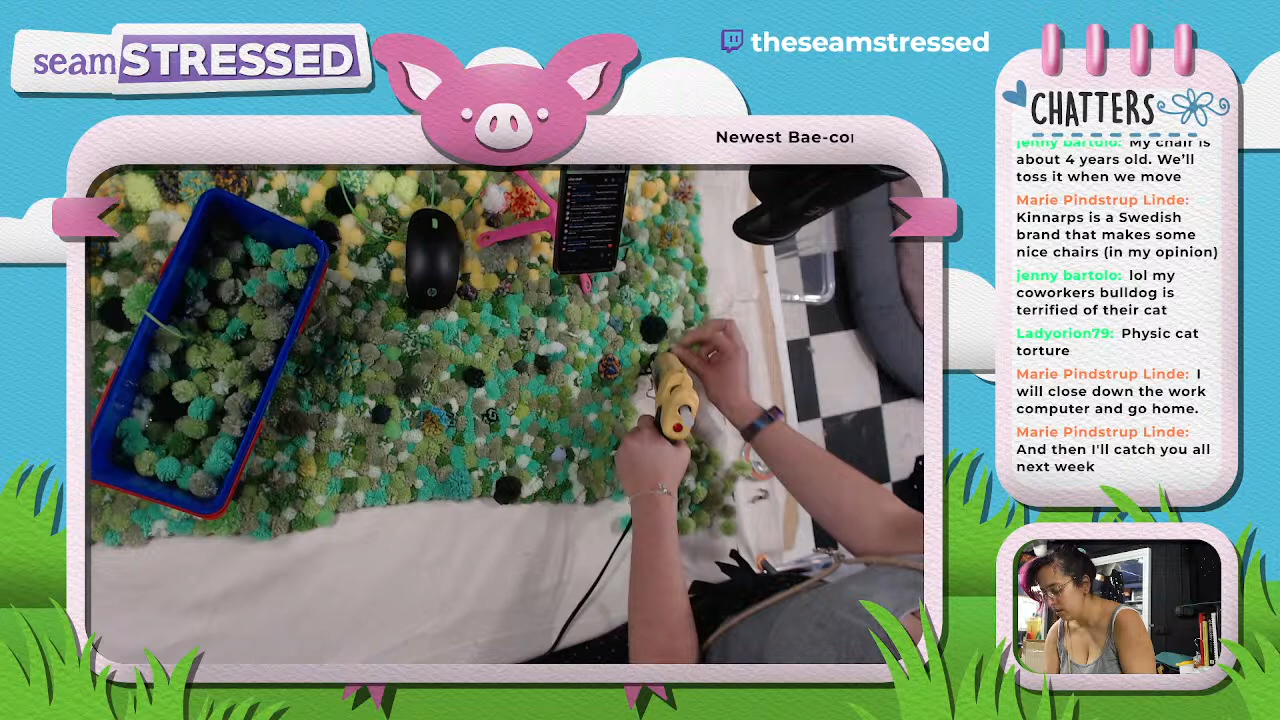 seamSTRESSED
theseamstressed
Newest Bae-co
CHATTERS
jenny bartolo: My chair is
about 4 years old. We'll
toss it when we move
Marie Pindstrup Linde:
Kinnarps is a Swedish
brand that makes some
nice chairs (in my opinion)
jenny bartolo: lol my
coworkers bulldog is
terrified of their cat
Ladyorion79: Physic cat
torture
Marie Pindstrup Linde: I
will close down the work
computer and go home.
Marie Pindstrup Linde:
And then I'll catch you all
next week